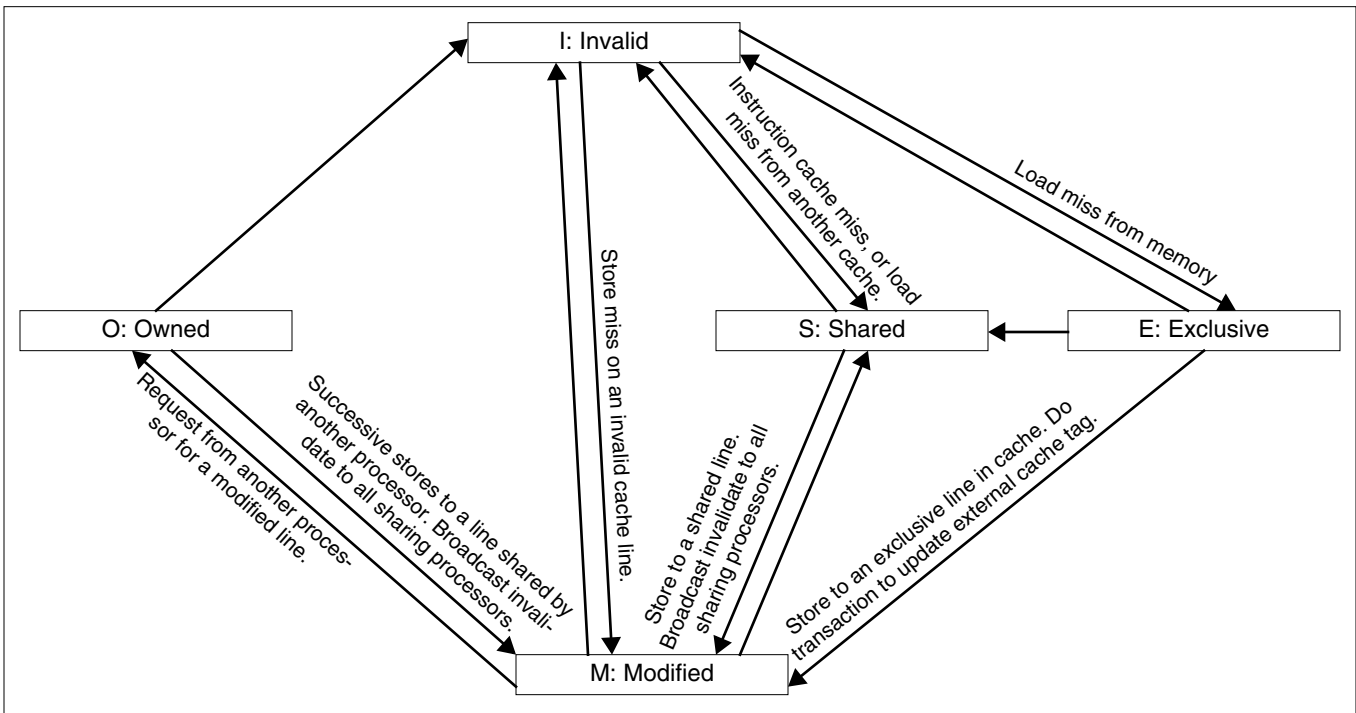 I: Invalid
Instruction cache miss, or load
miss from another cache.
Load miss from memory
Store miss on an invalid cache line.
O: Owned
S: Shared
E: Exclusive
Request from another proces-
sor for a modified line.
Successive stores to a line shared by
another processor. Broadcast invali-
date to all sharing processors.
Store to a shared line.
Broadcast invalidate to all
sharing processors.
Store to an exclusive line in cache. Do
transaction to update external cache tag.
M: Modified